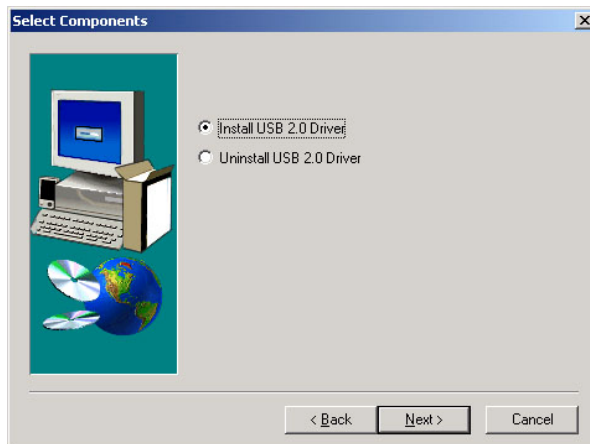 Select Components
Install USB 2.0 Driver
Uninstall USB 2.0 Driver
< Back
Next >
Cancel